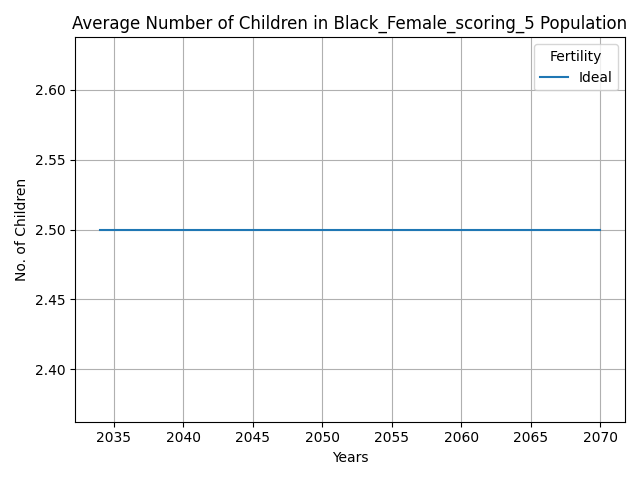 Average Number of Children in Black_Female_scoring_5 Population
Fertility
Ideal
2.60
2.55
2.50
2.45
2.40
No. of Children
2035 2040 2045 2050 2055 2060 2065 2070
Years